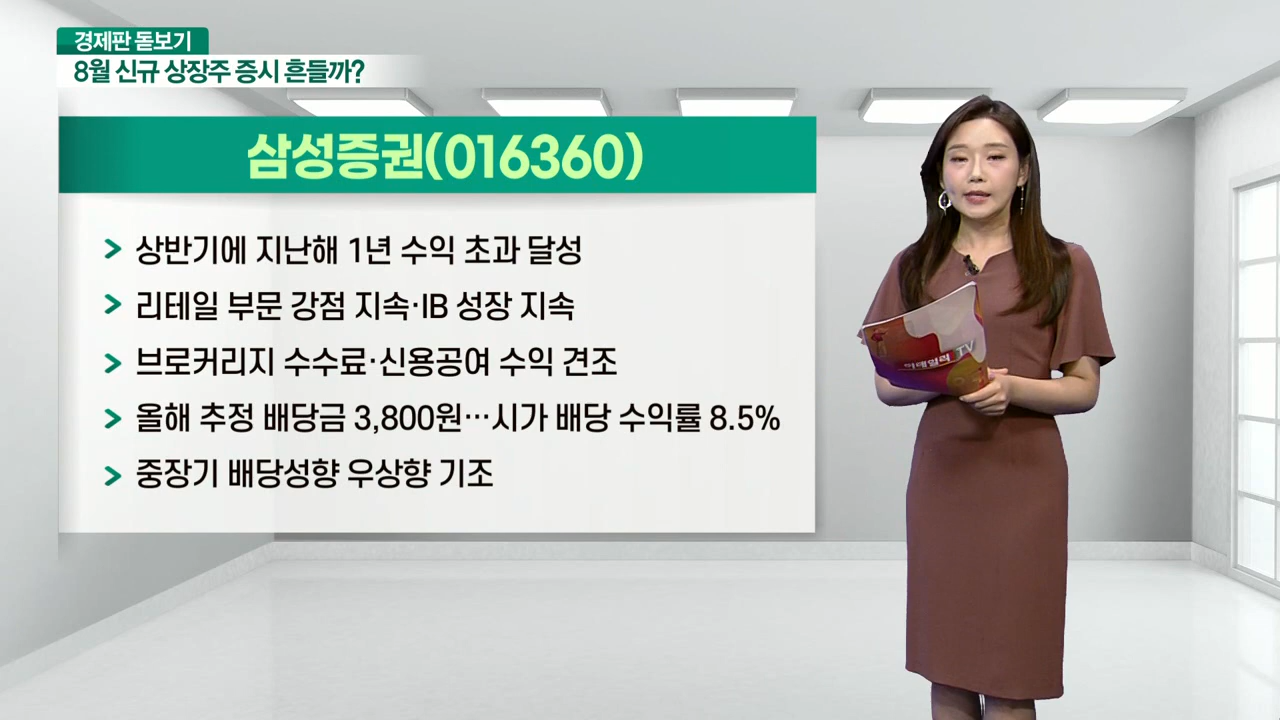 경제판 돋보기
8월 신규 상장주 증시 흔들까?
삼성증권(016360)
> 상반기에 지난해 1년 수익 초과 달성
> 리테일 부문 강점 지속·IB 성장 지속
> 브로커리지 수수료·신용공여 수익 견조
> 올해 추정 배당금 3,800원…시가 배당 수익률 8.5%
> 중장기 배당성향 우상향 기조
이데일리 TV